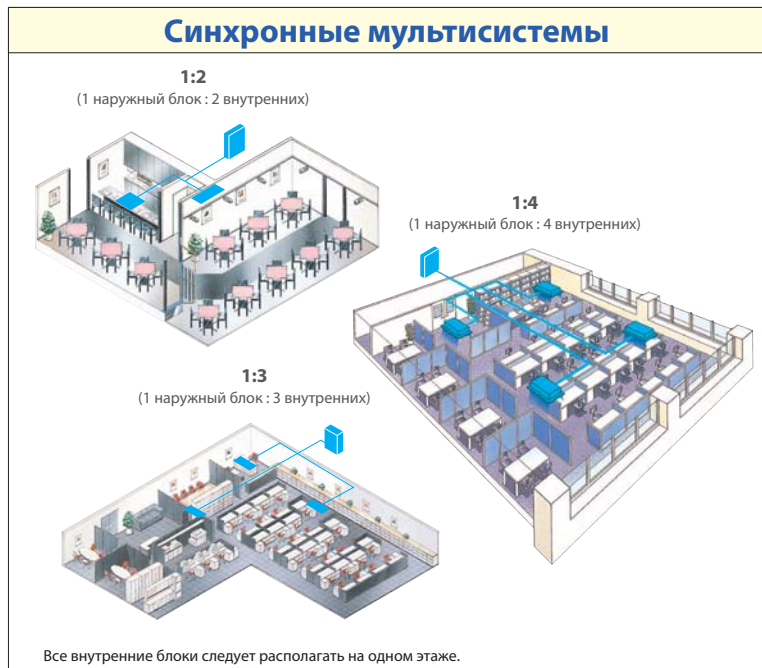 Синхронные мультисистемы
1:2
(1 наружный блок : 2 внутренних)
1:4
(1 наружный блок : 4 внутренних)
1:3
(1 наружный блок : 3 внутренних)
Все внутренние блоки следует располагать на одном этаже.